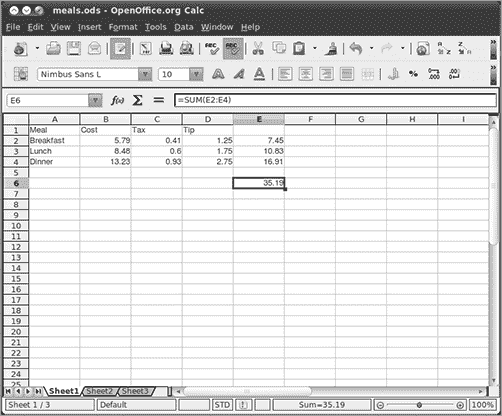 meals.ods - OpenOffice.org Calc
File Edit View Insert Format Tools Data Window Help
ABC ABC
Nimbus Sans L 10 A A A %
E6 f(x) Σ = =SUM(E2:E4)
A B C D E F G H I
1 Meal Cost Tax Tip
2 Breakfast 5.79 0.41 1.25 7.45
3 Lunch 8.48 0.6 1.75 10.83
4 Dinner 13.23 0.93 2.75 16.91
5
6 35.19
7
8
9
10
11
12
13
14
15
16
17
18
19
20
21
22
23
24
25
Sheet1 Sheet2 Sheet3
Sheet 1 / 3 Default STD Sum=35.19 100%